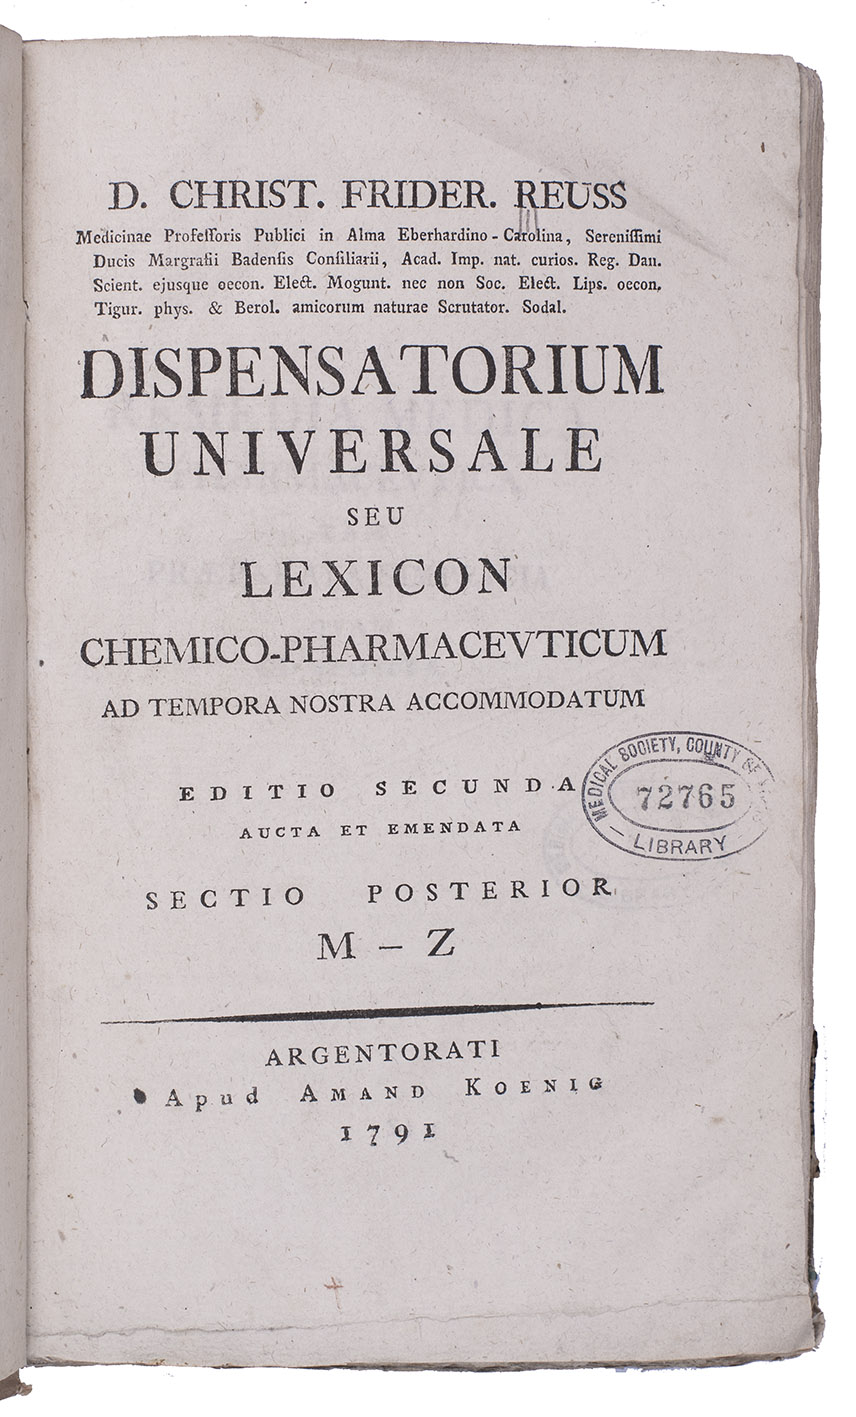 D. CHRIST. FRIDER. REUSS
Medicinae Profeſſoris Publici in Alma Eberhardino-Carolina, Sereniſſimi
Ducis Margrafii Badenſis Conſiliarii, Acad. Imp. nat. curios. Reg. Dan.
Scient. ejusque oecon. Elect. Mogunt. nec non Soc. Elect. Lips. oecon.
Tigur. phys. & Berol. amicorum naturae Scrutator. Sodal.
DISPENSATORIUM
UNIVERSALE
SEU
LEXICON
CHEMICO-PHARMACEVTICUM
AD TEMPORA NOSTRA ACCOMMODATUM
EDITIO SECUNDA
AUCTA ET EMENDATA
MEDICAL SOCIETY, COUNTY
72765
LIBRARY
SECTIO POSTERIOR
M – Z
ARGENTORATI
Apud AMAND KOENIG
1791